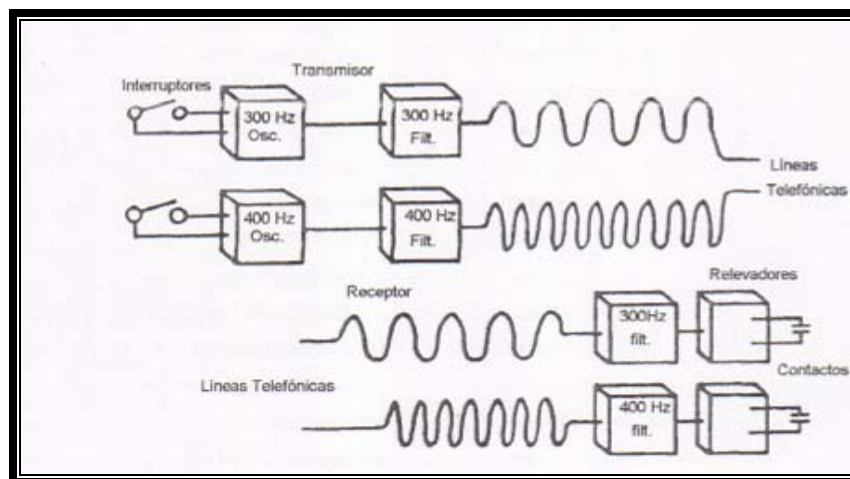 Transmisor
Interruptores
300 Hz
Osc.
300 Hz
Filt.
Líneas
Telefónicas
400 Hz
Osc.
400 Hz
Filt.
Relevadores
Receptor
300Hz
filt.
Contactos
Líneas Telefónicas
400 Hz
filt.